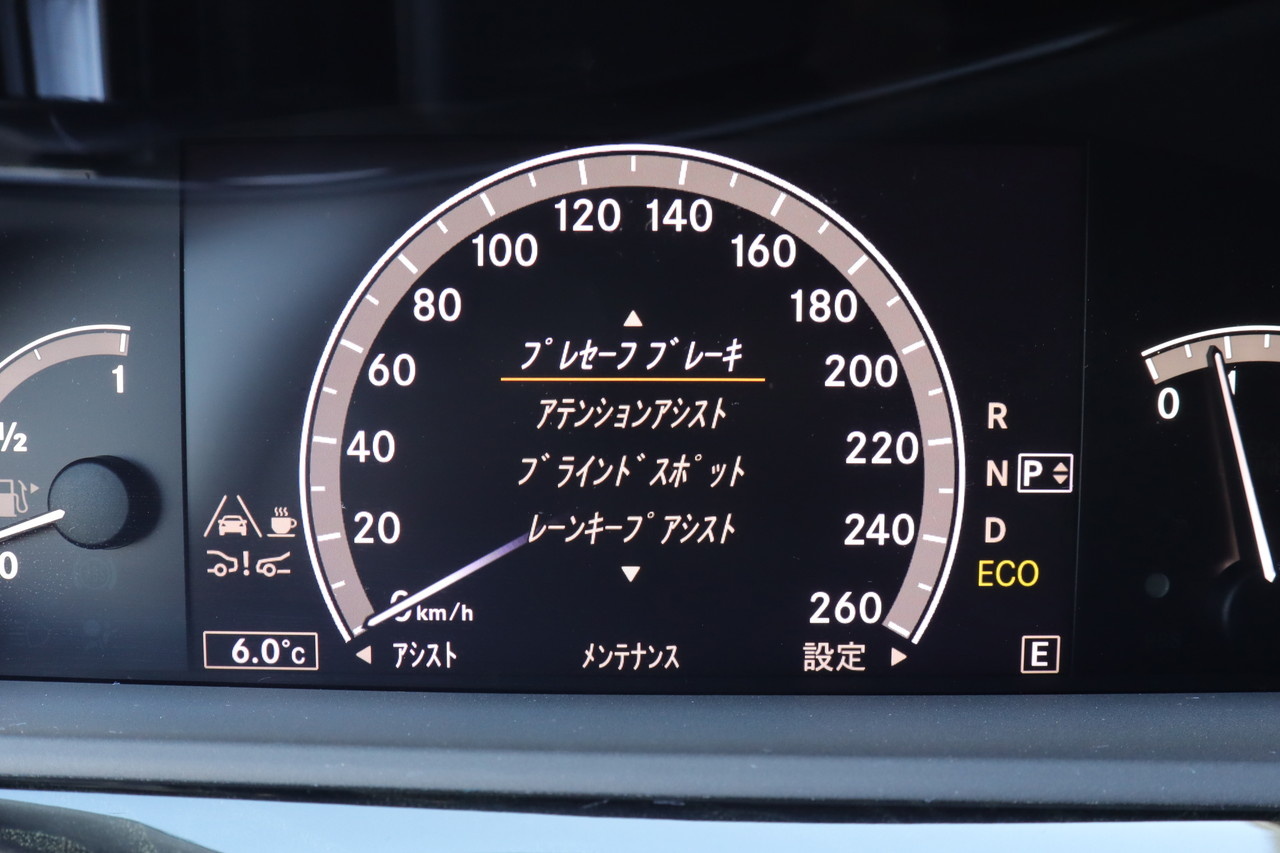 120 140
100 160
80 180
プレセーフブレーキ
60 200
1
アテンションアシスト
0
R
1/2
40 220
ブラインドスポット
N P
20 240
レーンキープアシスト
D
0
ECO
0 km/h 260
6.0°C
アシスト メンテナンス 設定
E